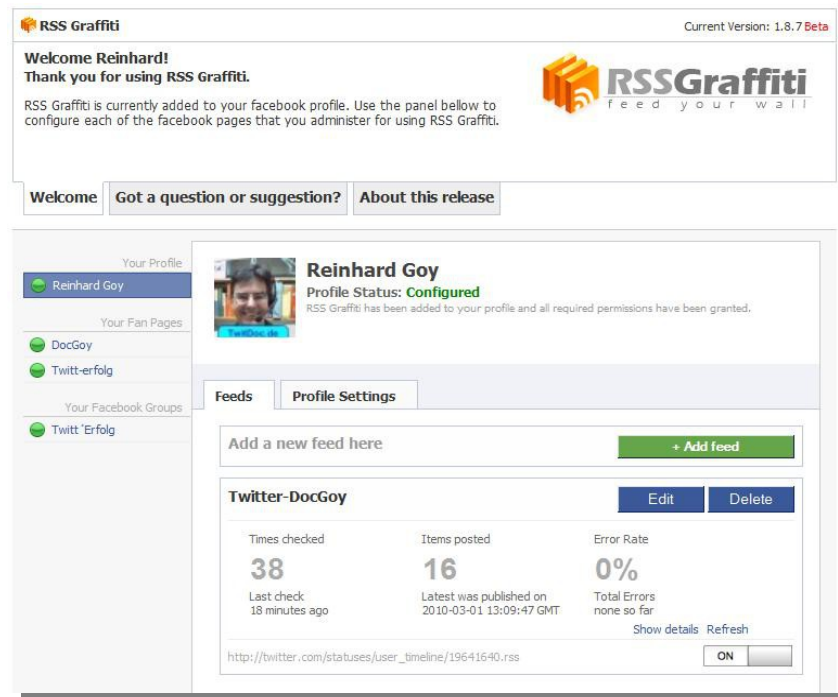 RSS Graffiti
Current Version: 1.8.7 Beta
Welcome Reinhard!
Thank you for using RSS Graffiti.
RSS Graffiti is currently added to your facebook profile. Use the panel bellow to
configure each of the facebook pages that you administer for using RSS Graffiti.
RSSGraffiti
feed your wall
Welcome
Got a question or suggestion?
About this release
Your Profile
Reinhard Goy
Your Fan Pages
DocGoy
Twitt-erfolg
Your Facebook Groups
Twitt´Erfolg
TwittDoc.de
Reinhard Goy
Profile Status: Configured
RSS Graffiti has been added to your profile and all required permissions have been granted.
Feeds
Profile Settings
Add a new feed here
+ Add feed
Twitter-DocGoy
Edit
Delete
Times checked
38
Last check
18 minutes ago
Items posted
16
Latest was published on
2010-03-01 13:09:47 GMT
Error Rate
0%
Total Errors
none so far
Show details
Refresh
http://twitter.com/statuses/user_timeline/19641640.rss
ON